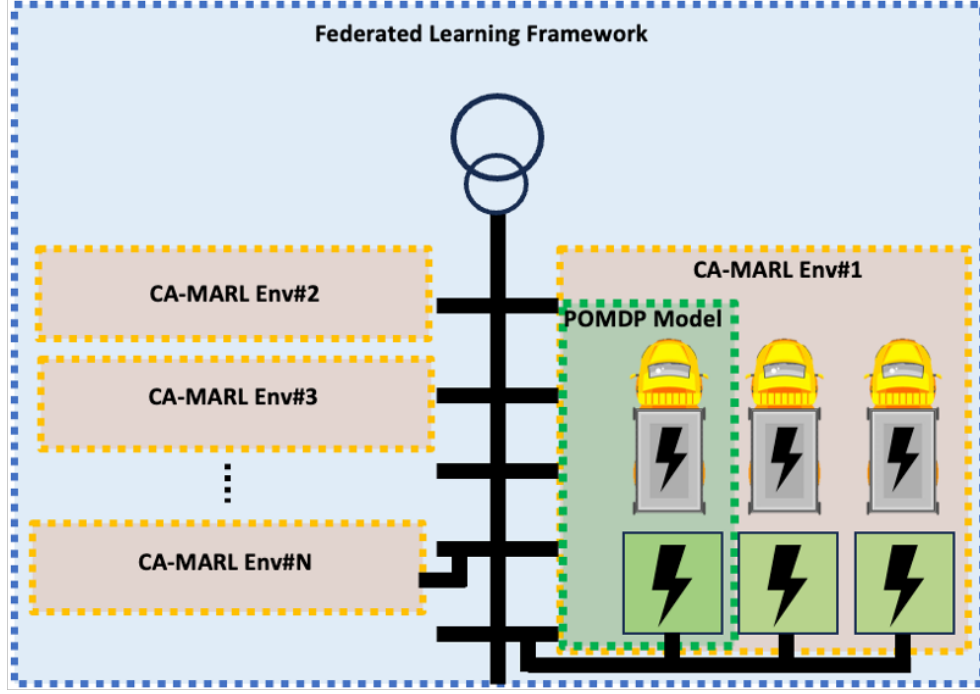 Federated Learning Framework
CA-MARL Env#1
CA-MARL Env#2
POMDP Model
CA-MARL Env#3
CA-MARL Env#N